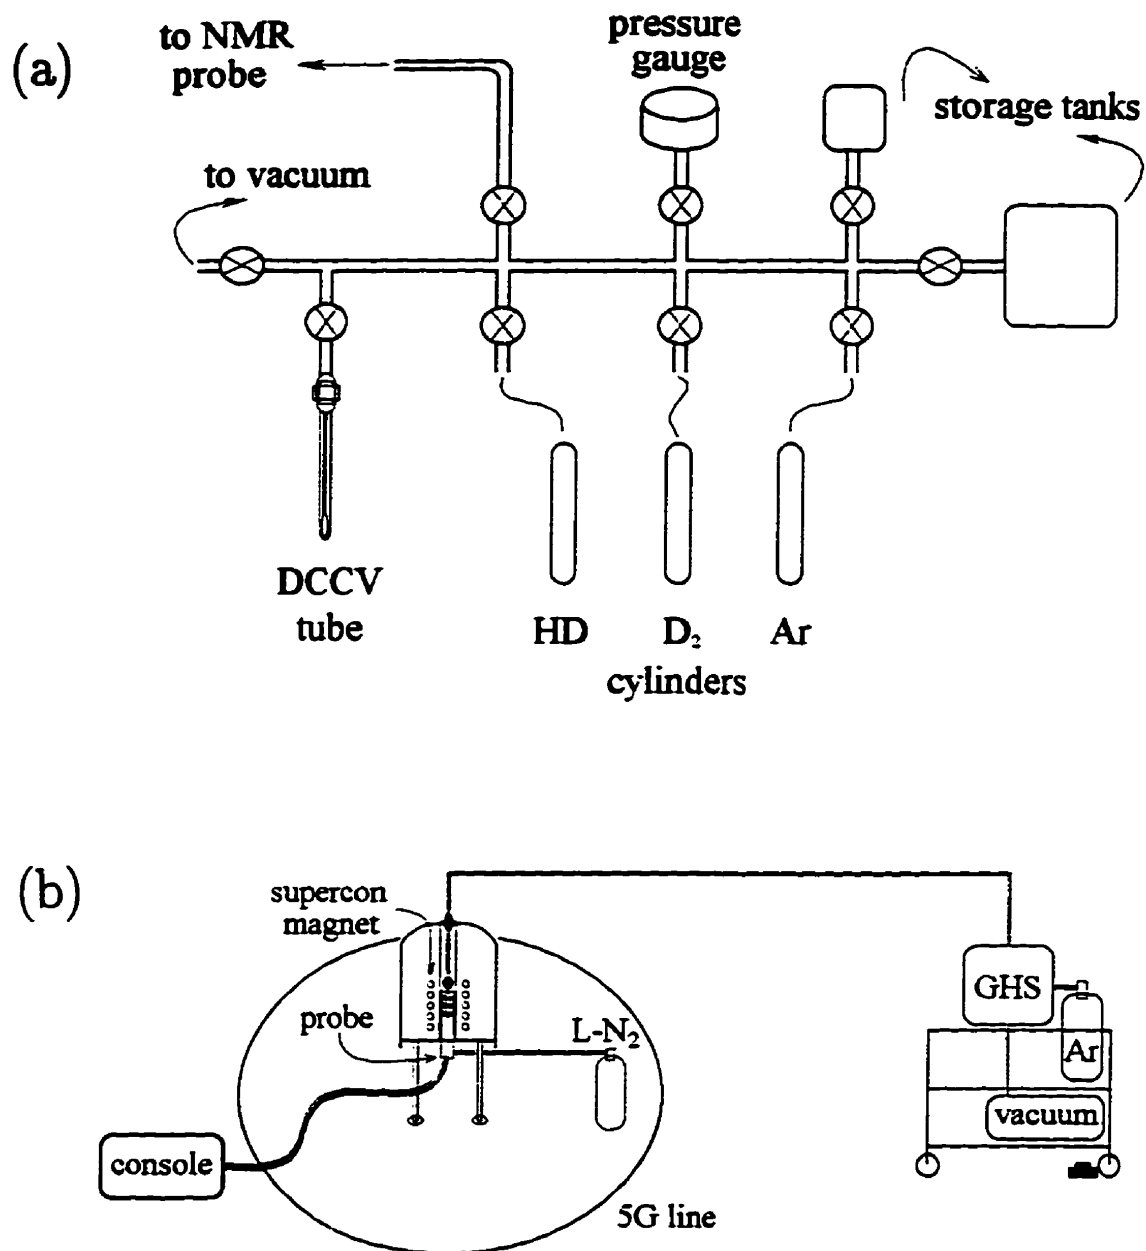 (a)
to NMR
probe
pressure
gauge
storage tanks
to vacuum
DCCV
tube
HD D₂ Ar
cylinders
(b)
supercon
magnet
probe
L-N₂
GHS
Ar
vacuum
console
5G line